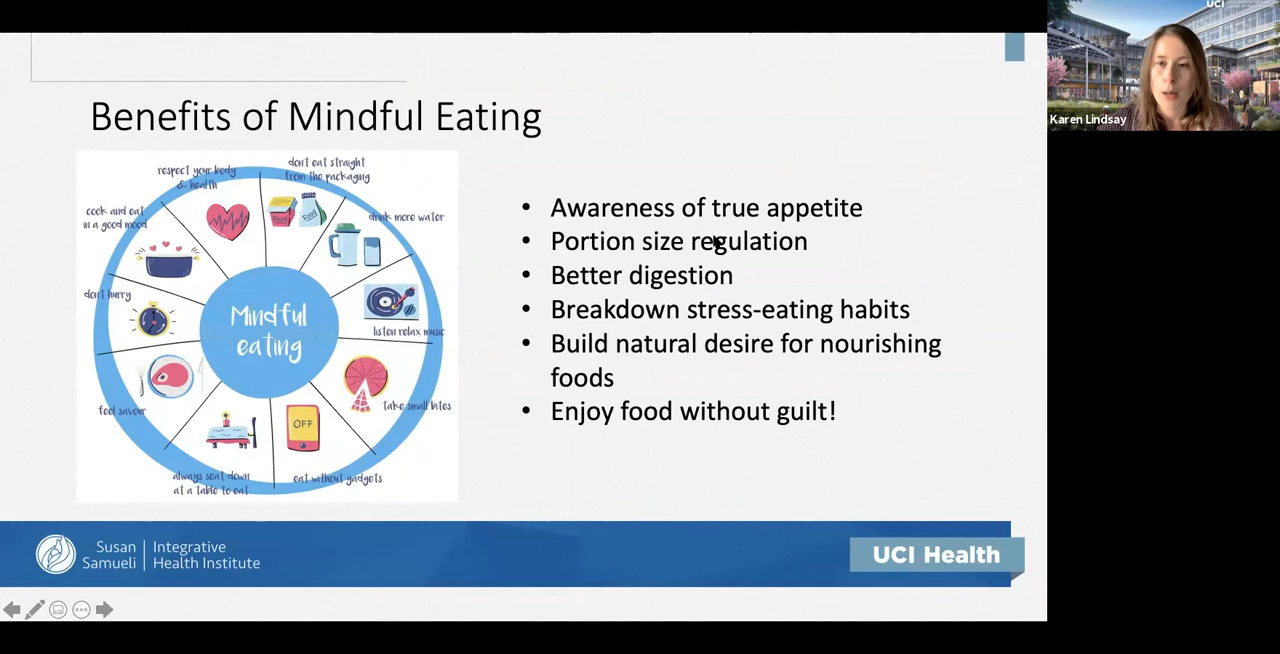 UCI
Karen Lindsay
Benefits of Mindful Eating
respect your body
& health
don't eat straight
from the packaging
cook and eat
in a good mood
drink more water
Food
don't hurry
Mindful
eating
listen relax music
feel savour
take small bites
OFF
always seat down
at a table to eat
eat without gadgets
• Awareness of true appetite
• Portion size regulation
• Better digestion
• Breakdown stress-eating habits
• Build natural desire for nourishing
foods
• Enjoy food without guilt!
Susan
Samueli
Integrative
Health Institute
UCI Health